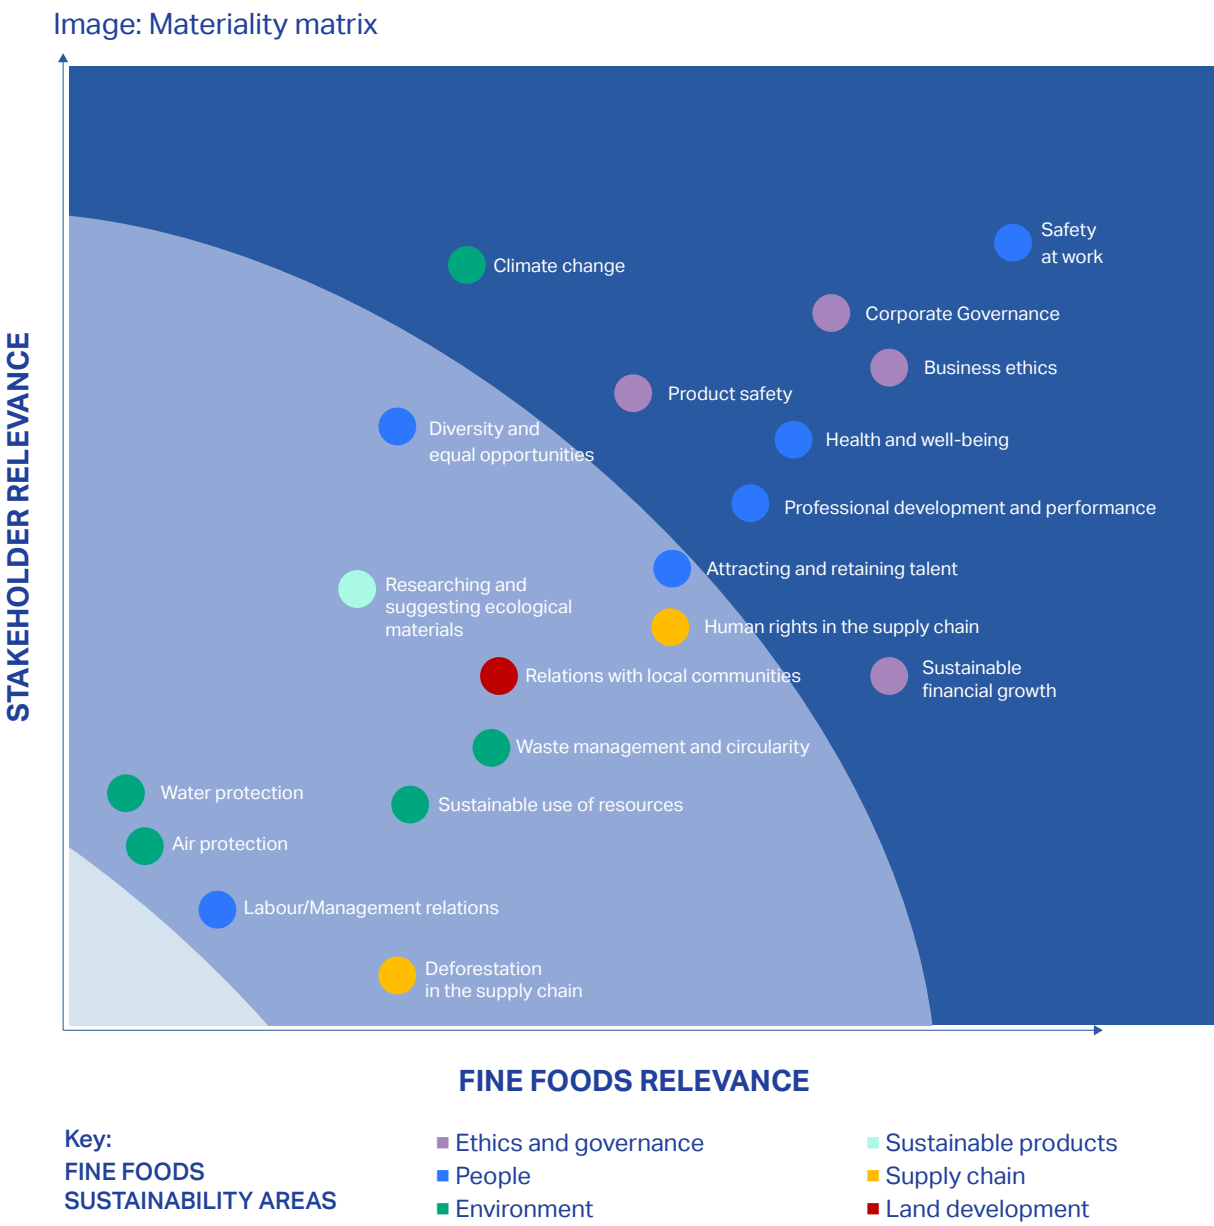 Image: Materiality matrix
STAKEHOLDER RELEVANCE
Safety
at work
Climate change
Corporate Governance
Business ethics
Product safety
Diversity and
equal opportunities
Health and well-being
Professional development and performance
Attracting and retaining talent
Researching and
suggesting ecological
materials
Human rights in the supply chain
Relations with local communities
Sustainable
financial growth
Waste management and circularity
Water protection
Sustainable use of resources
Air protection
Labour/Management relations
Deforestation
in the supply chain
FINE FOODS RELEVANCE
Key:
FINE FOODS
SUSTAINABILITY AREAS
Ethics and governance
People
Environment
Sustainable products
Supply chain
Land development